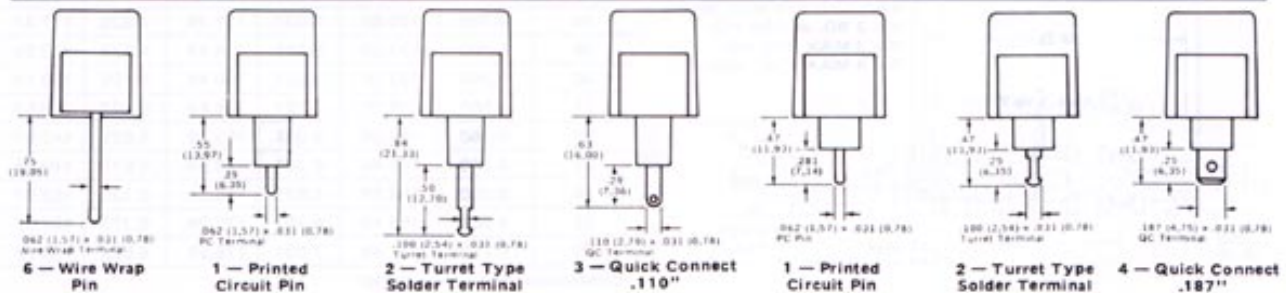 .75
(19,05)
.062 (1,57) × .031 (0,78)
Wire Wrap Terminal
6 — Wire Wrap
Pin
.55
(13,97)
.25
(6,35)
.062 (1,57) × .031 (0,78)
PC Terminal
1 — Printed
Circuit Pin
.84
(21,33)
.50
(12,70)
.100 (2,54) × .031 (0,78)
Turret Terminal
2 — Turret Type
Solder Terminal
.63
(16,00)
(7,36)
.110 (2,79) × .031 (0,78)
QC Terminal
3 — Quick Connect
.110"
.47
(11,93)
.281
(7,14)
.062 (1,57) × .031 (0,78)
PC Pin
1 — Printed
Circuit Pin
.47
(11,93)
.25
(6,35)
.100 (2,54) × .031 (0,78)
Turret Terminal
2 — Turret Type
Solder Terminal
.47
(11,93)
.25
(6,35)
.187 (4,75) × .031 (0,78)
QC Terminal
4 — Quick Connect
.187"